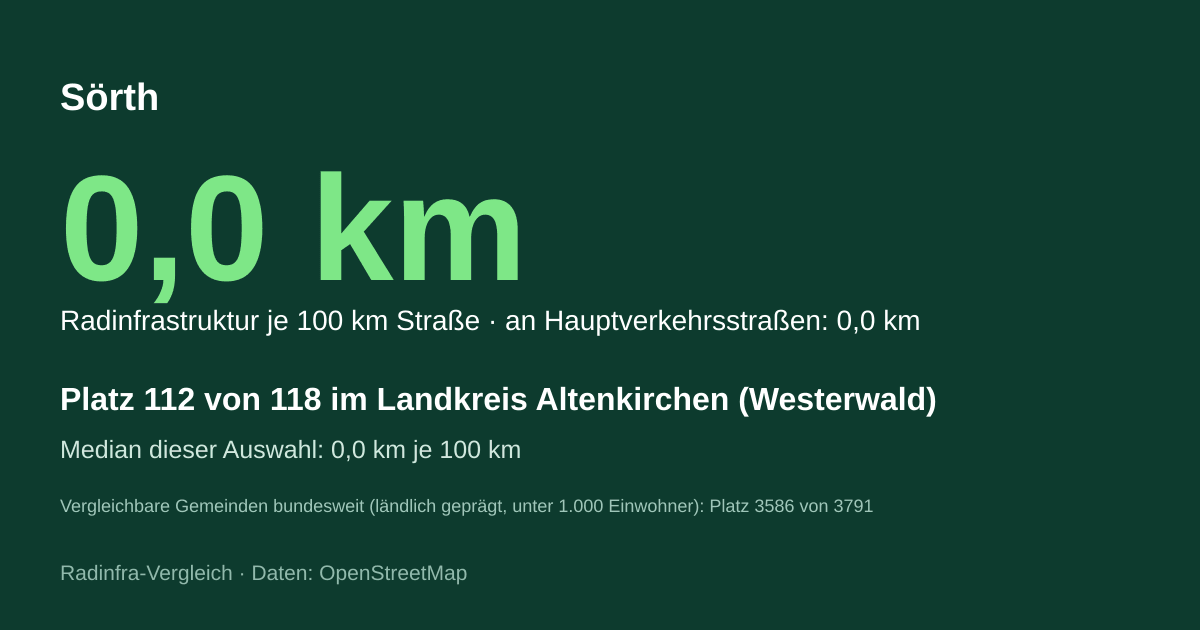 Sörth
0,0 km
Radinfrastruktur je 100 km Straße · an Hauptverkehrsstraßen: 0,0 km
Platz 112 von 118 im Landkreis Altenkirchen (Westerwald)
Median dieser Auswahl: 0,0 km je 100 km
Vergleichbare Gemeinden bundesweit (ländlich geprägt, unter 1.000 Einwohner): Platz 3586 von 3791
Radinfra-Vergleich · Daten: OpenStreetMap